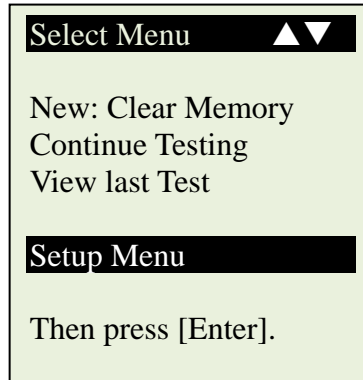 Select Menu ▲▼
New: Clear Memory
Continue Testing
View last Test
Setup Menu
Then press [Enter].